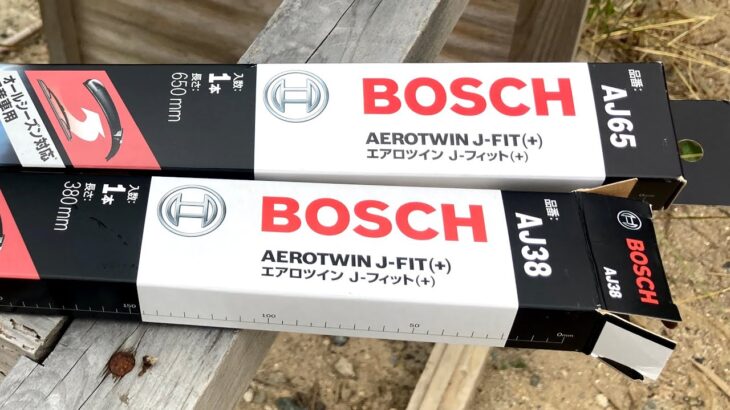 オールシーズン対応
入数: 1本
長さ: 650mm
BOSCH
AEROTWIN J-FIT(+)
エアロツイン J-フィット(+)
品番:
AJ65
0mm
入数: 1本
長さ: 380mm
BOSCH
AEROTWIN J-FIT(+)
エアロツイン J-フィット(+)
品番:
AJ38
150 100 50 0mm
BOSCH
AJ38